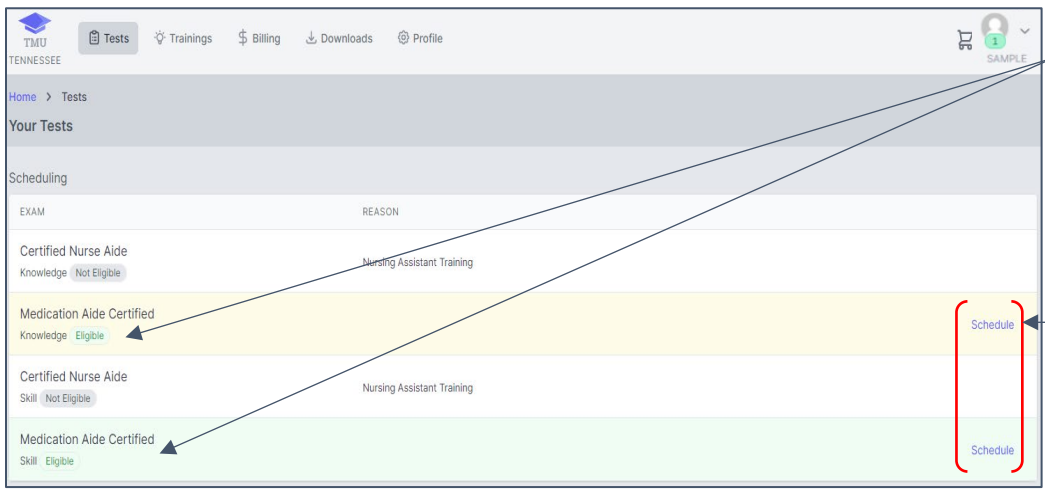 TMU
TENNESSEE
Tests
Trainings
Billing
Downloads
Profile
1
SAMPLE
Home > Tests
Your Tests
Scheduling
EXAM REASON
Certified Nurse Aide
Knowledge Not Eligible
Nursing Assistant Training
Medication Aide Certified
Knowledge Eligible
Schedule
Certified Nurse Aide
Skill Not Eligible
Nursing Assistant Training
Medication Aide Certified
Skill Eligible
Schedule